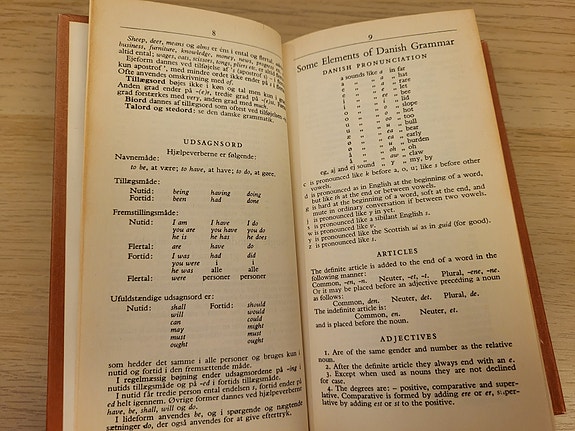 8
Sheep, deer, means og alms er éns i ental og flertal,
business, furniture, knowledge, money, news, progress
altid ental; wages, oats, scissors, tongs, pliers etc. er altid
Ejeform dannes ved tilføjelse af 's (apostrof s)
kun apostrof ', med mindre ordet ikke ender på s i
Ofte anvendes omskrivning med of.
Tillægsord bøjes ikke i køn og tal men kun i grad
Anden grad ender på -(e)r, tredie grad på -(e)st
grad forstærkes med very, anden grad med much.
Biord dannes af tillægsord som oftest ved tilføjelse
Talord og stedord: se den danske grammatik.
UDSAGNSORD
Hjælpeverberne er følgende:
Navnemåde:
to be, at være; to have, at have; to do, at gøre.
Tillægsmåde:
Nutid: being having doing
Fortid: been had done
Fremstillingsmåde:
Nutid: I am I have I do
you are you have you do
he is he has he does
Flertal: are have do
Fortid: I was had did
you were i i
he was alle alle
Flertal: were personer personer
Ufuldstændige udsagnsord er:
Nutid: shall Fortid: should
will would
can could
may might
must must
ought ought
som hedder det samme i alle personer og bruges kun i
nutid og fortid i den fremsættende måde.
I regelmæssig bøjning ender udsagnsordene på -ing i
nutids tillægsmåde og på -ed i fortids tillægsmåde.
I nutid får tredie person ental endelsen s, fortid ender på
ed helt igennem. Øvrige former dannes ved hjælpeverberne
have, be, shall, will og do.
I lideform anvendes be, og i spørgende og nægtende
sætninger do, der også anvendes for at give eftertryk.
9
Some Elements of Danish Grammar
DANISH PRONUNCIATION
a sounds like a in far
a „ „ a „ hat
e „ „ a „ rare
e „ „ e „ let
i „ „ ee „ bee
i „ „ i „ lid
o „ „ o „ slope
o „ „ o „ hot
u „ „ oo „ too
u „ „ u „ bull
ø „ „ ea „ early
ø „ „ u „ burden
å „ „ oh „ oh
å „ „ aw „ claw
eg, aj and ej sound „ y „ my, by
c is pronounced like k before a, o, u; like s before other
vowels.
d is pronounced as in English at the beginning of a word,
but like th at the end or between vowels.
g is hard at the beginning of a word, soft at the end, and
mute in ordinary conversation if between two vowels.
j is pronounced like y in yet.
s is pronounced like a sibilant English s.
w is pronounced like v.
y is pronounced like the Scottish ui as in guid (for good).
z is pronounced like s.
ARTICLES
The definite article is added to the end of a word in the
following manner:
Common, -en, -n. Neuter, -et, -t. Plural, -ene, -ne.
Or it may be placed before an adjective preceding a noun
as follows:
Common, den. Neuter, det. Plural, de.
The indefinite article is:
Common, en. Neuter, et.
and is placed before the noun.
ADJECTIVES
1. Are of the same gender and number as the relative
noun.
2. After the definite article they always end with an e.
3. Except when used as nouns they are not declined
for case.
4. The degrees are: – positive, comparative and super-
lative. Comparative is formed by adding ere or er, super-
lative by adding est or st to the positive.